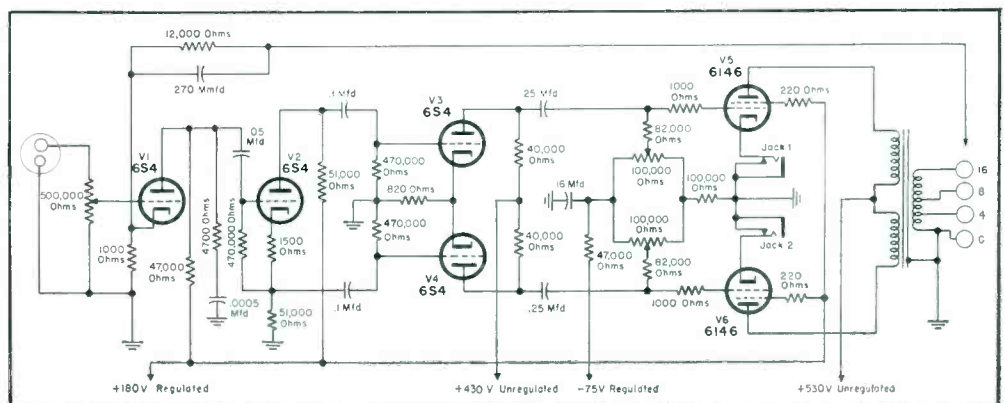 12,000 Ohms
270 Mmfd
V1
6S4
500,000
Ohms
1000
Ohms
47,000
Ohms
4700 Ohms
.0005
Mfd
.05
Mfd
470,000 Ohms
V2
6S4
1500
Ohms
51,000
Ohms
51,000
Ohms
.1 Mfd
.1 Mfd
470,000
Ohms
820 Ohms
470,000
Ohms
V3
6S4
V4
6S4
40,000
Ohms
40,000
Ohms
.25 Mfd
.25 Mfd
16 Mfd
47,000
Ohms
1000
Ohms
82,000
Ohms
100,000
Ohms
100,000
Ohms
100,000
Ohms
82,000
Ohms
1000 Ohms
V5
6146
220 Ohms
Jack 1
Jack 2
V6
6146
220
Ohms
16
8
4
C
+180V Regulated
+430 V Unregulated
-75V Regulated
+530V Unregulated